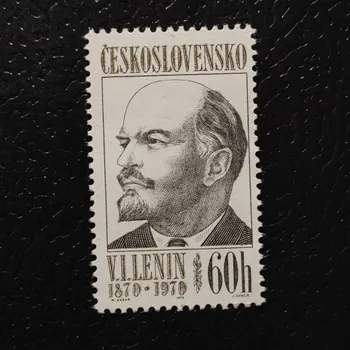 ČESKOSLOVENSKO
V.I.LENIN
1870·1970
60h